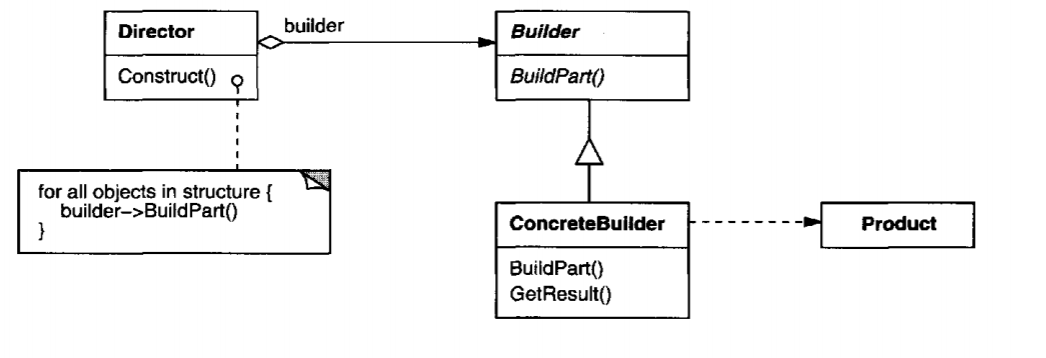 Director
Construct()
builder
Builder
BuildPart()
for all objects in structure {
builder->BuildPart()
}
ConcreteBuilder
BuildPart()
GetResult()
Product